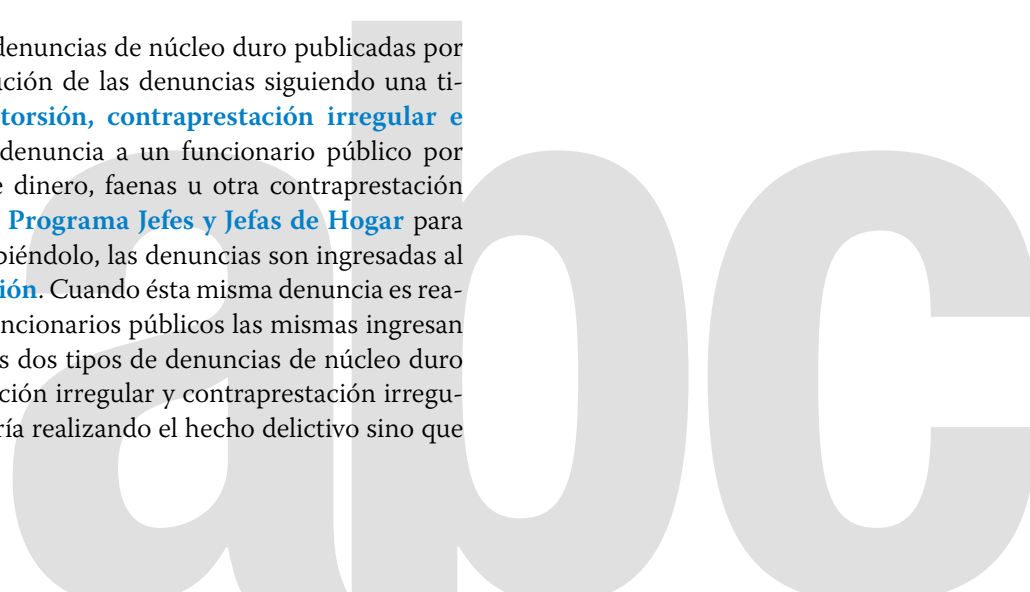 denuncias de núcleo duro publicadas por
ución de las denuncias siguiendo una ti-
torsión, contraprestación irregular e
denuncia a un funcionario público por
e dinero, faenas u otra contraprestación
Programa Jefes y Jefas de Hogar para
biéndolo, las denuncias son ingresadas al
ión. Cuando ésta misma denuncia es rea-
uncionarios públicos las mismas ingresan
s dos tipos de denuncias de núcleo duro
ción irregular y contraprestación irregu-
ría realizando el hecho delictivo sino que
abc